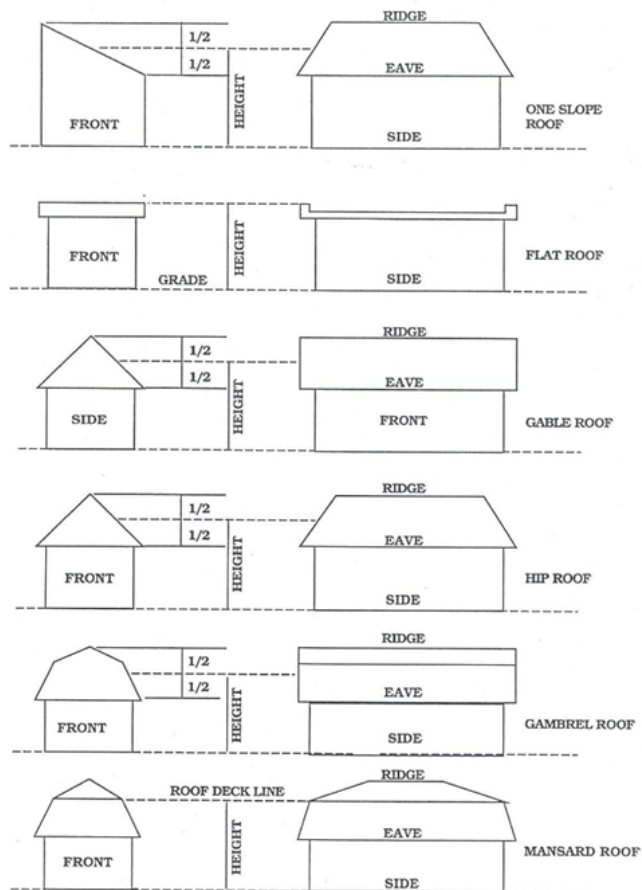 RIDGE
1/2
1/2
HEIGHT
EAVE
FRONT
SIDE
ONE SLOPE
ROOF
FRONT
GRADE
HEIGHT
SIDE
FLAT ROOF
RIDGE
1/2
1/2
HEIGHT
EAVE
SIDE
FRONT
GABLE ROOF
RIDGE
1/2
1/2
HEIGHT
EAVE
FRONT
SIDE
HIP ROOF
RIDGE
1/2
1/2
HEIGHT
EAVE
FRONT
SIDE
GAMBREL ROOF
RIDGE
ROOF DECK LINE
HEIGHT
EAVE
FRONT
SIDE
MANSARD ROOF